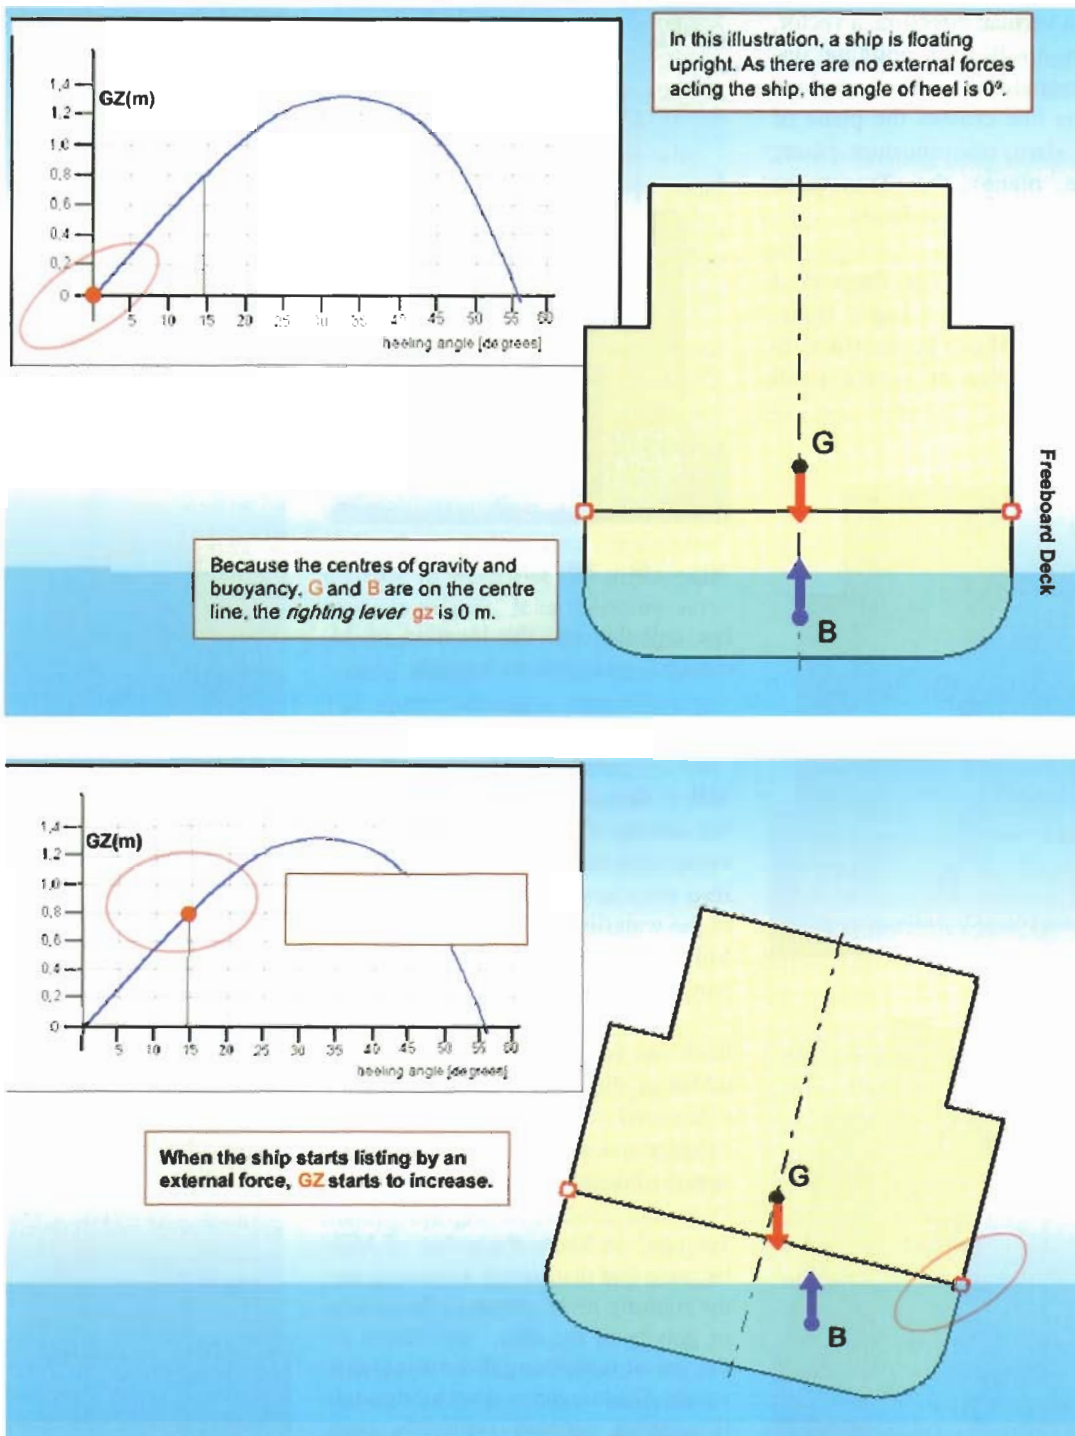 In this illustration, a ship is floating
upright. As there are no external forces
acting the ship, the angle of heel is 0°.
GZ(m)
1,4
1,2
1,0
0,8
0,6
0,4
0,2
0
5 10 15 20 25 30 35 40 45 50 55 60
heeling angle [degrees]
G
Freeboard Deck
Because the centres of gravity and
buoyancy, G and B are on the centre
line, the righting lever gz is 0 m.
B
GZ(m)
1,4
1,2
1,0
0,8
0,6
0,4
0,2
0
5 10 15 20 25 30 35 40 45 50 55 60
heeling angle [degrees]
When the ship starts listing by an
external force, GZ starts to increase.
G
B